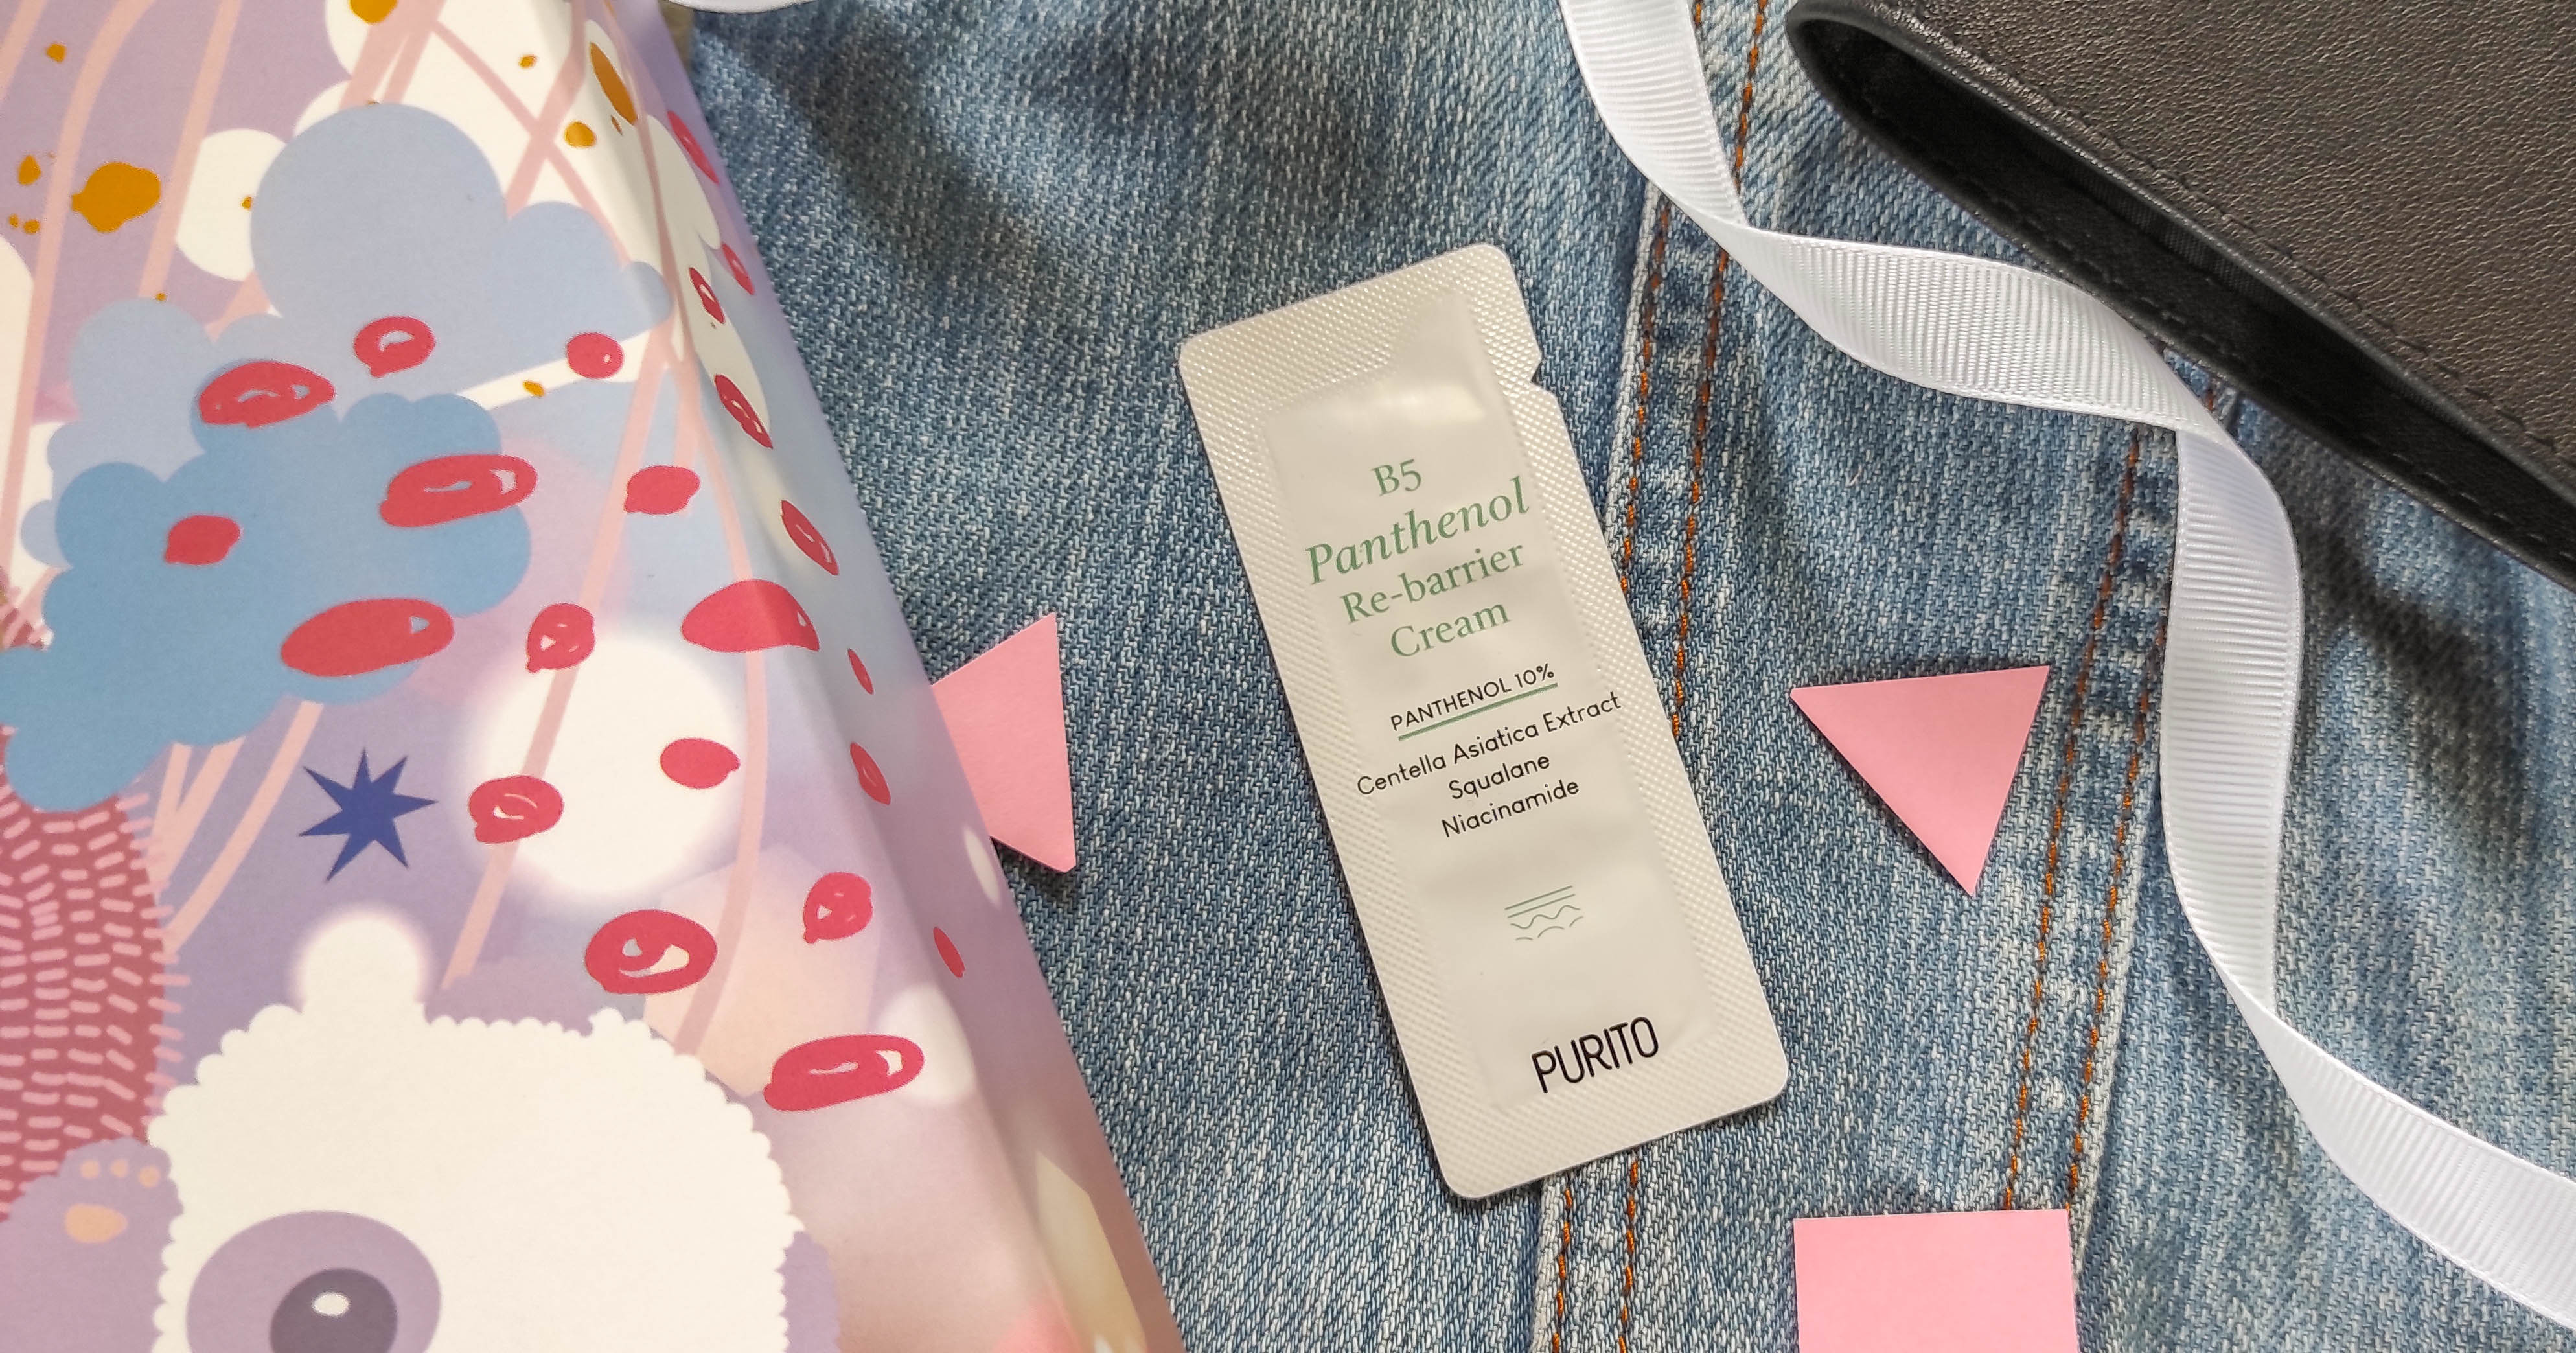 B5
Panthenol
Re-barrier
Cream
PANTHENOL 10%
Centella Asiatica Extract
Squalane
Niacinamide
PURITO